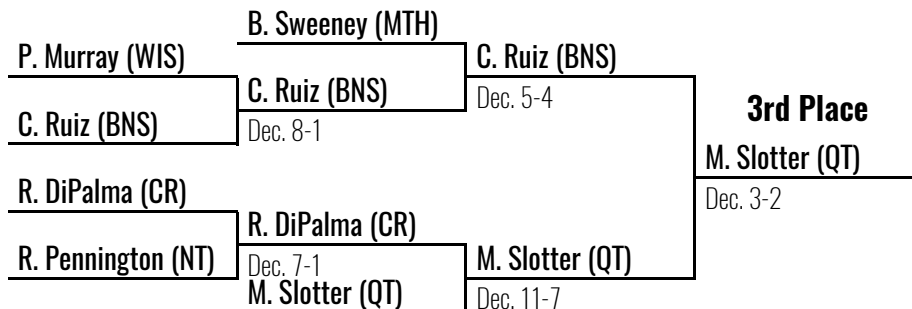 B. Sweeney (MTH)
P. Murray (WIS)
C. Ruiz (BNS)
C. Ruiz (BNS)
Dec. 5-4
3rd Place
C. Ruiz (BNS)
Dec. 8-1
M. Slotter (QT)
Dec. 3-2
R. DiPalma (CR)
R. DiPalma (CR)
R. Pennington (NT)
Dec. 7-1
M. Slotter (QT)
M. Slotter (QT)
Dec. 11-7